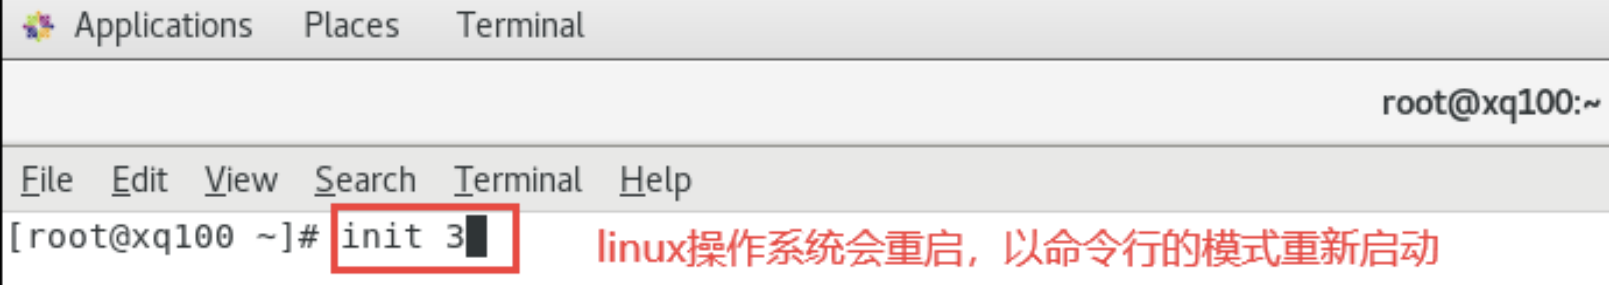 Applications Places Terminal
root@xq100:~
File Edit View Search Terminal Help
[root@xq100 ~]# init 3 linux操作系统会重启，以命令行的模式重新启动